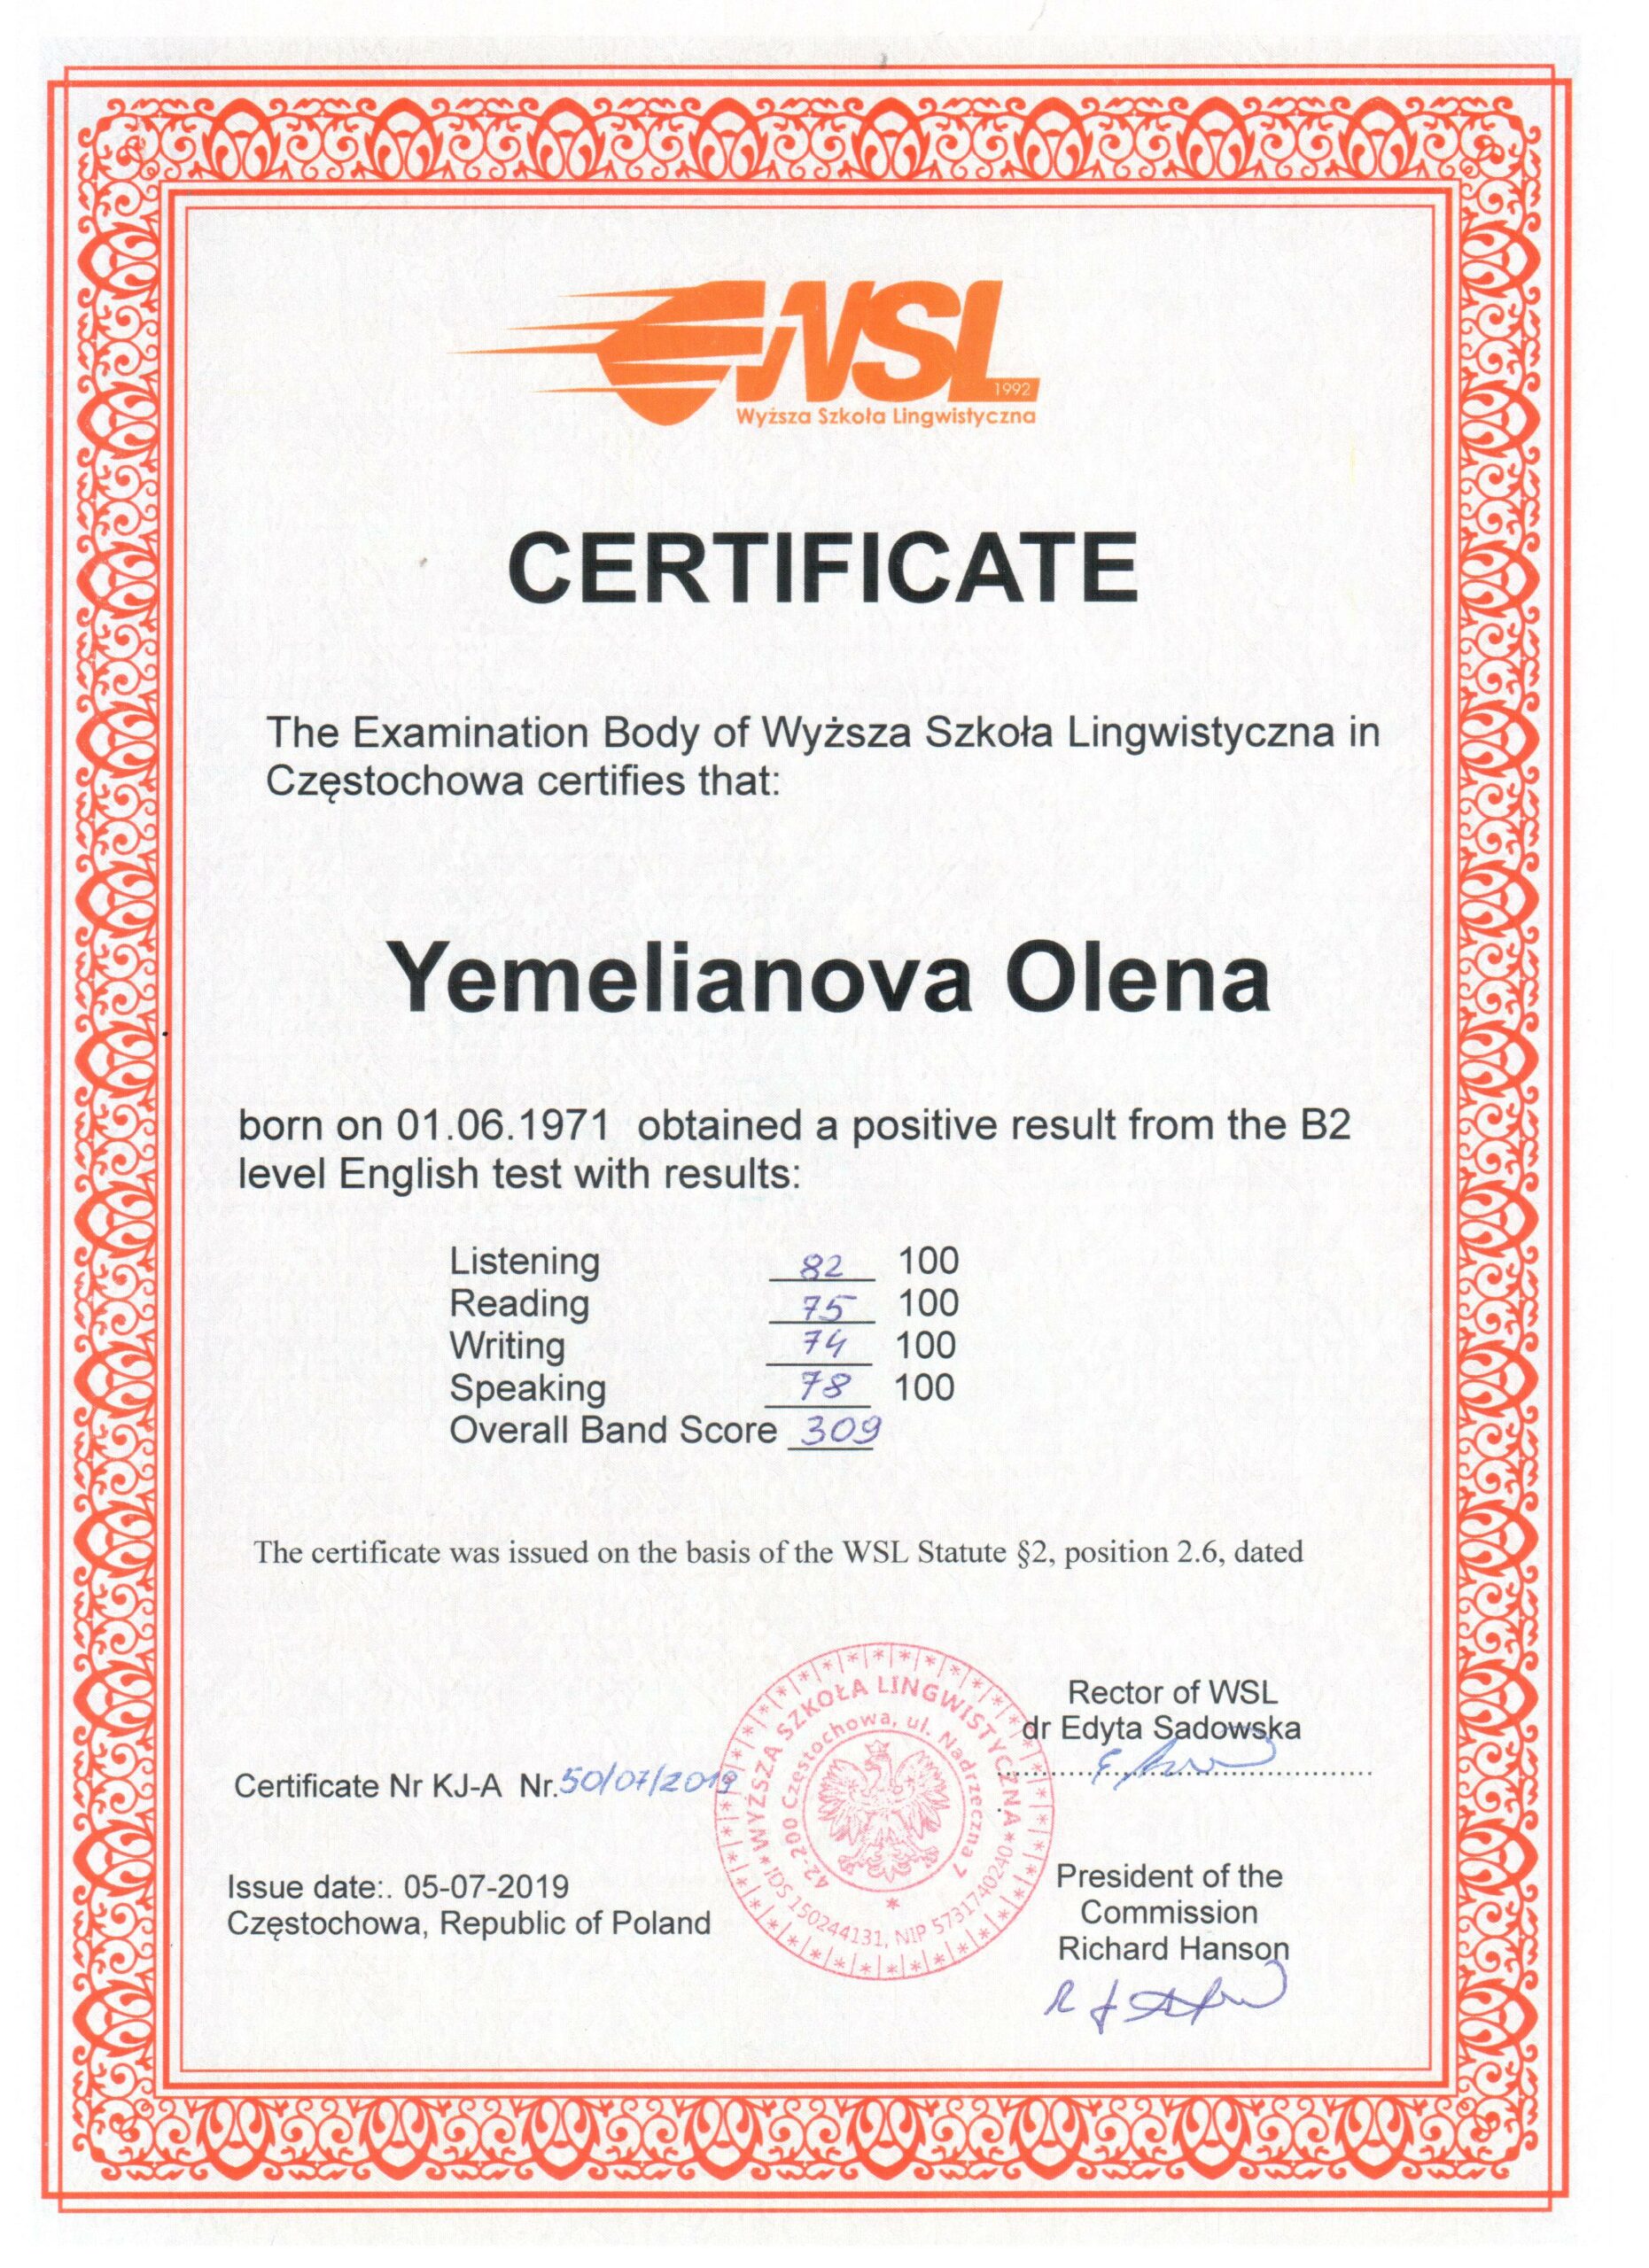 WSL
1992
Wyższa Szkoła Lingwistyczna
CERTIFICATE
The Examination Body of Wyższa Szkoła Lingwistyczna in
Częstochowa certifies that:
Yemelianova Olena
born on 01.06.1971 obtained a positive result from the B2
level English test with results:
Listening 82 100
Reading 75 100
Writing 74 100
Speaking 78 100
Overall Band Score 309
The certificate was issued on the basis of the WSL Statute §2, position 2.6, dated
Rector of WSL
dr Edyta Sadowska
Certificate Nr KJ-A Nr.50/07/2019
*WYŻSZA SZKOŁA LINGWISTYCZNA*
42-200 Częstochowa, ul. Nadrzeczna 7
IDS 150244131, NIP 5731740240
Issue date:. 05-07-2019
Częstochowa, Republic of Poland
President of the
Commission
Richard Hanson